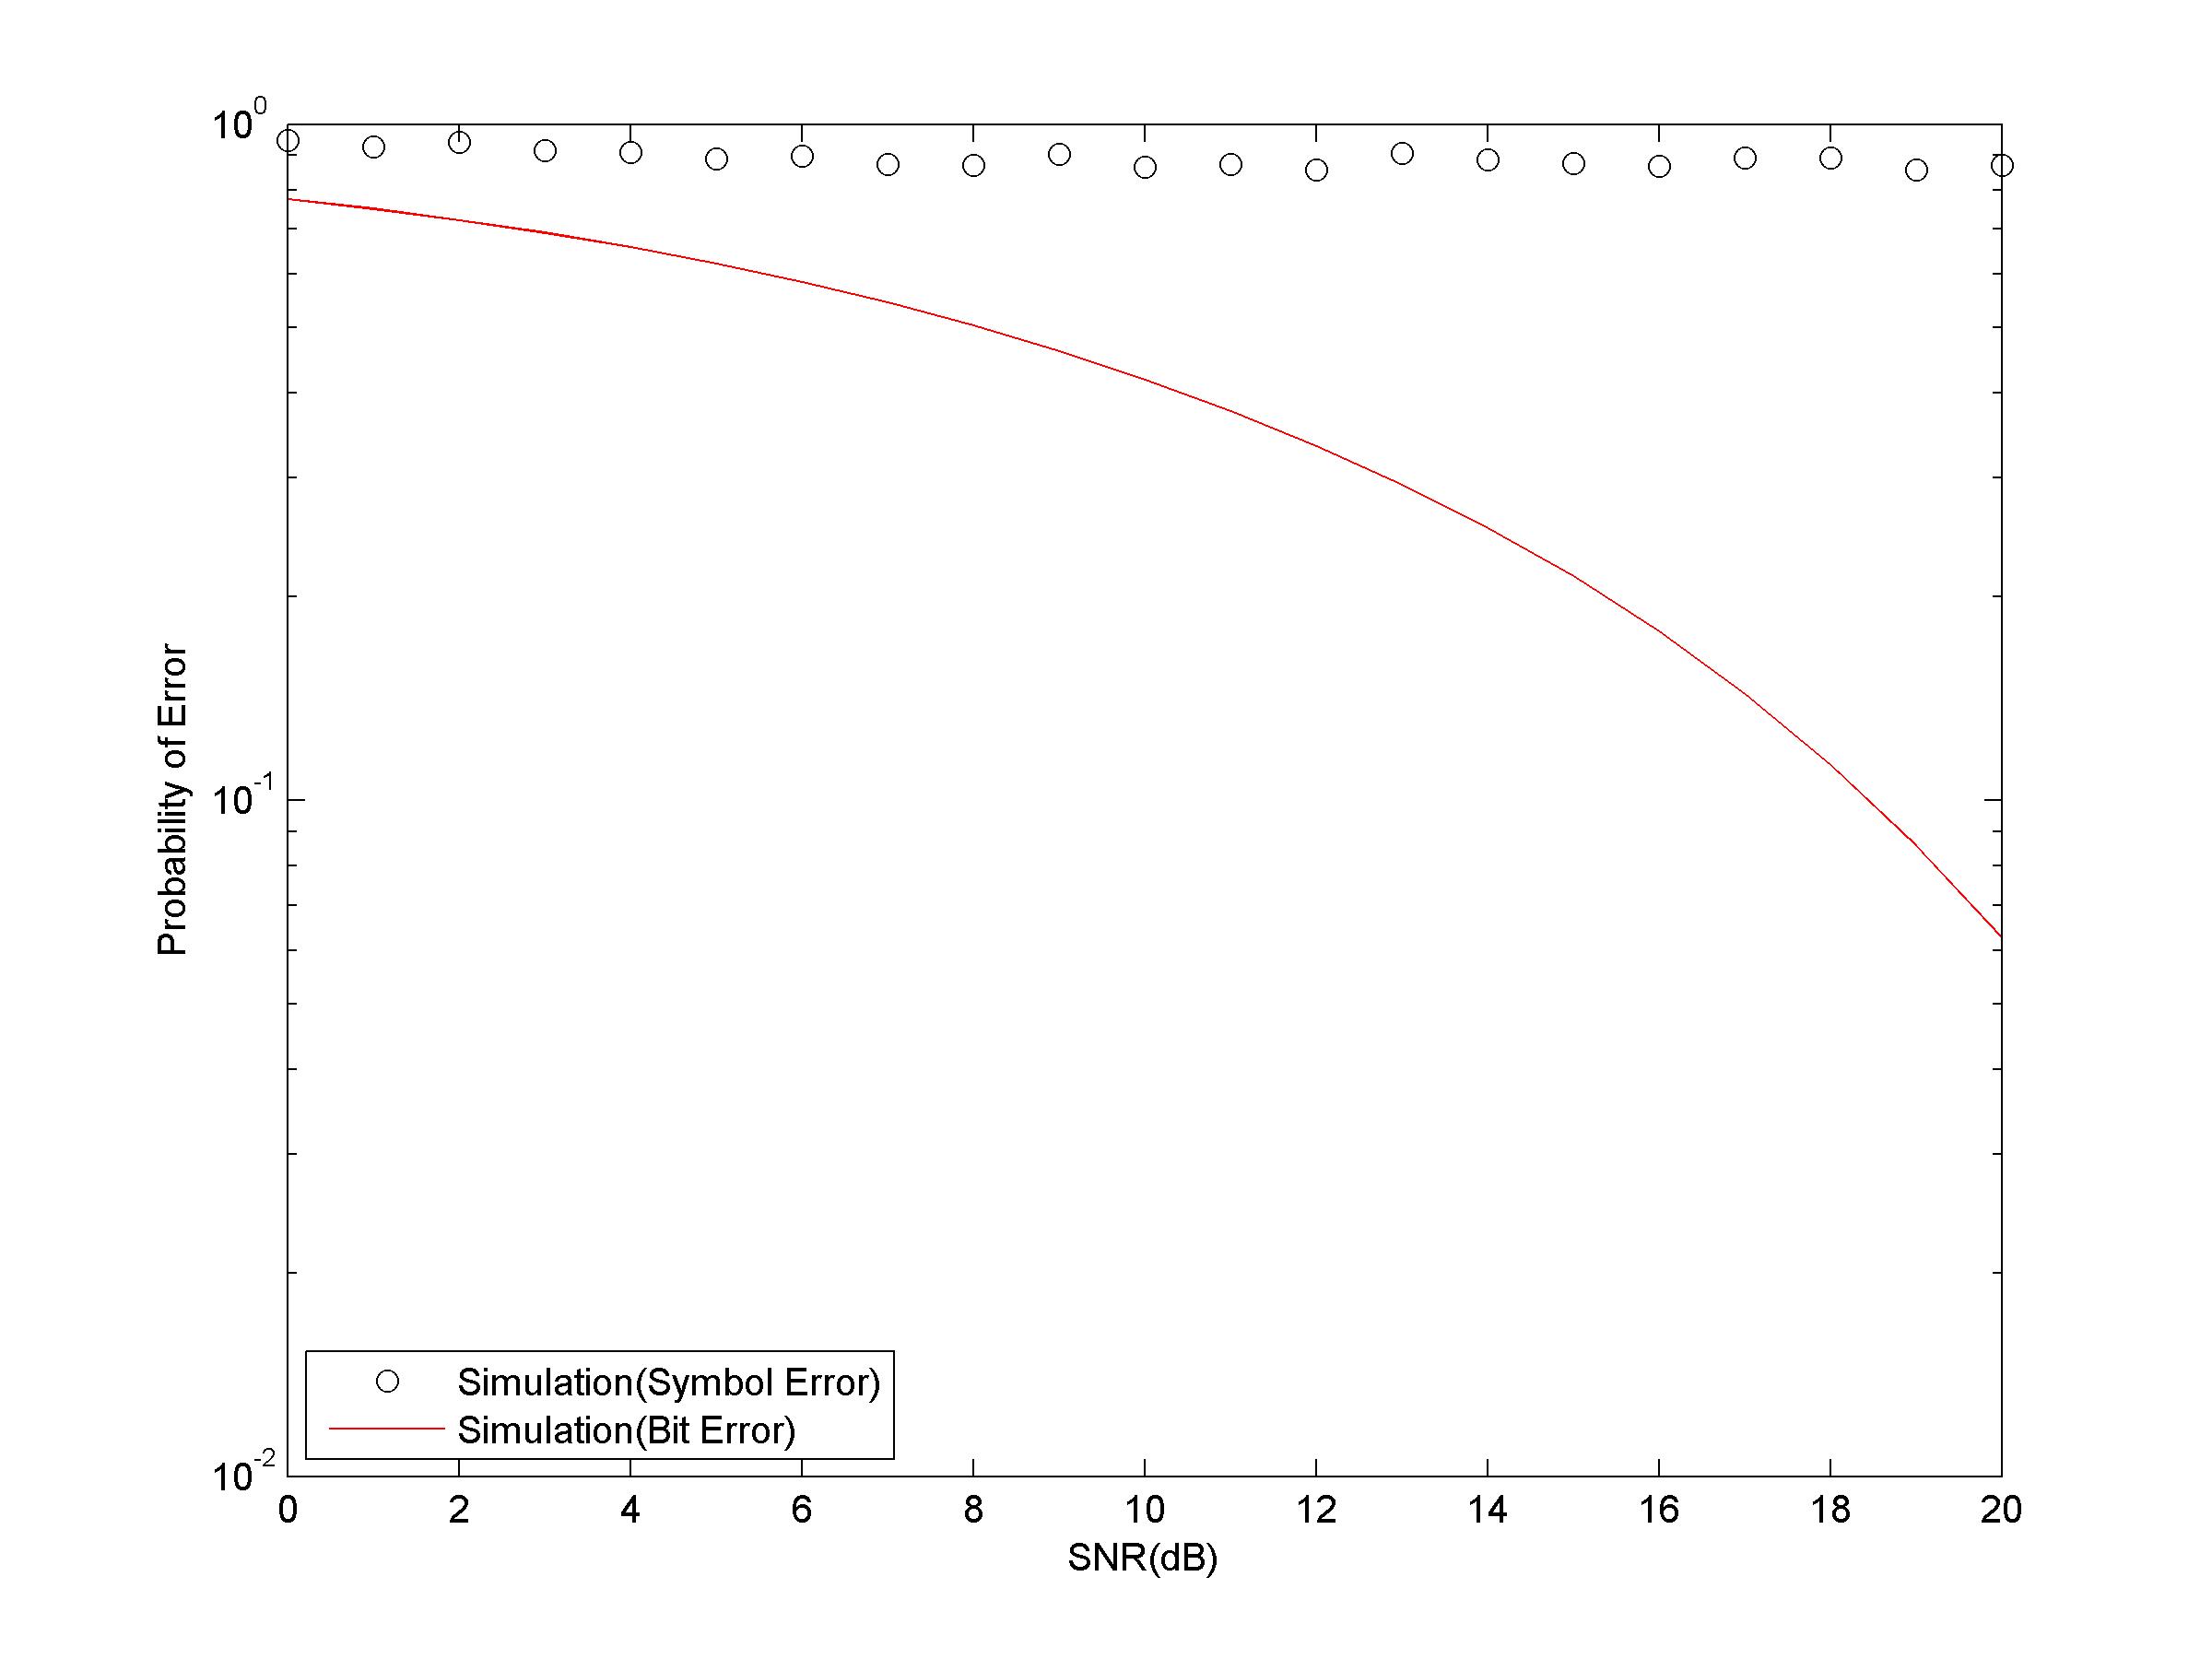 10^0
10^-1
10^-2
Probability of Error
Simulation(Symbol Error)
Simulation(Bit Error)
0 2 4 6 8 10 12 14 16 18 20
SNR(dB)